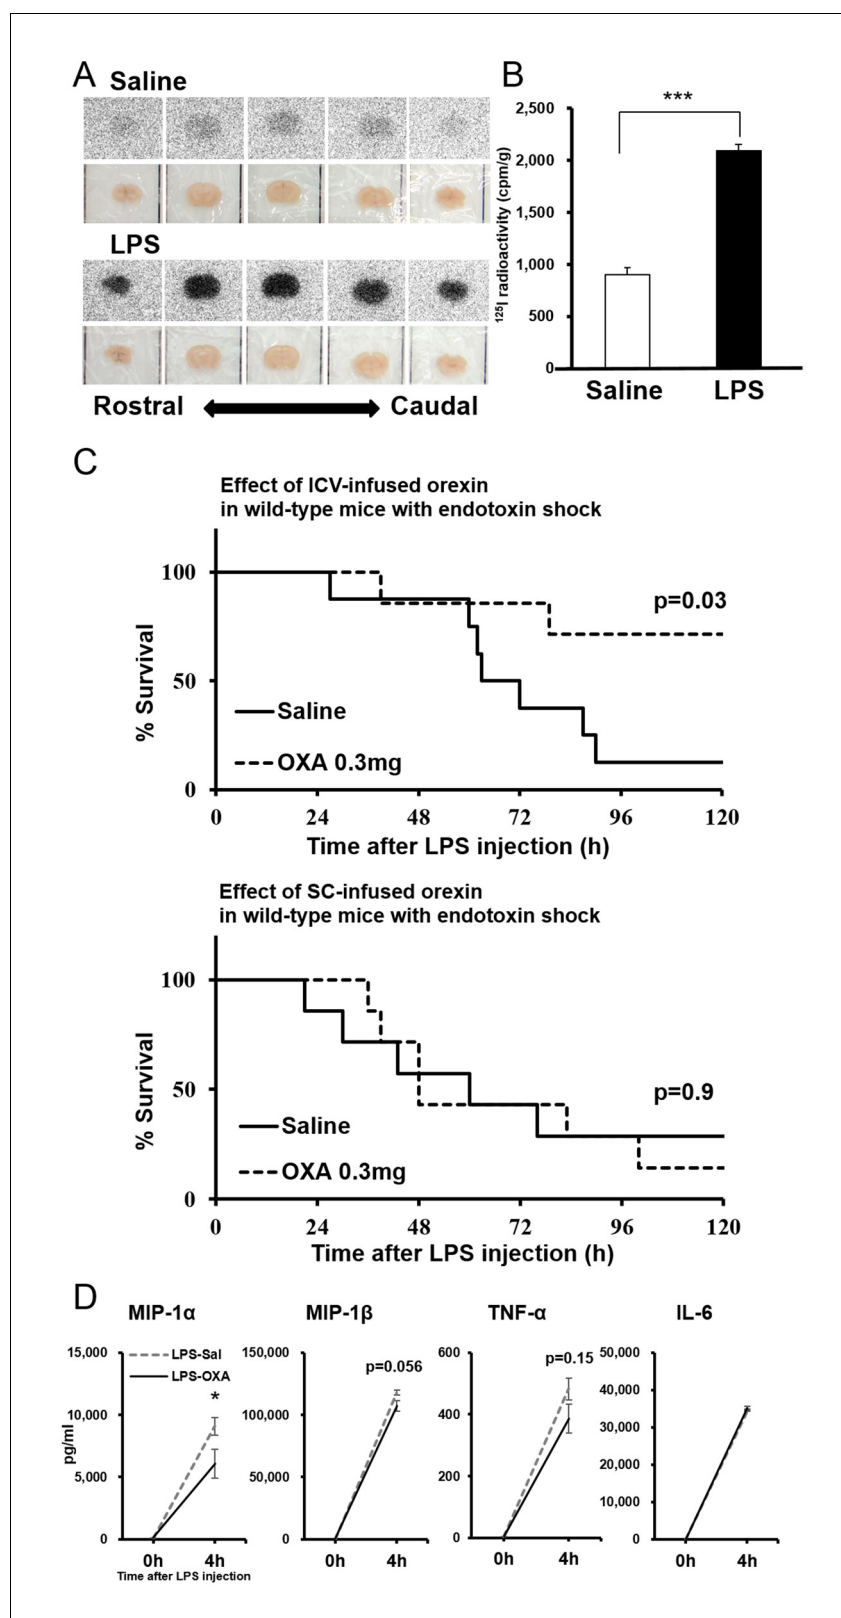 A
Saline
LPS
Rostral
Caudal
B
***
2,500
2,000
1,500
1,000
500
0
¹²⁵I radioactivity (cpm/g)
Saline
LPS
C
Effect of ICV-infused orexin
in wild-type mice with endotoxin shock
100
50
0
% Survival
p=0.03
Saline
OXA 0.3mg
0 24 48 72 96 120
Time after LPS injection (h)
Effect of SC-infused orexin
in wild-type mice with endotoxin shock
100
50
0
% Survival
p=0.9
Saline
OXA 0.3mg
0 24 48 72 96 120
Time after LPS injection (h)
D
MIP-1α
15,000
10,000
5,000
0
pg/ml
LPS-Sal
LPS-OXA
*
0h 4h
Time after LPS injection
MIP-1β
150,000
100,000
50,000
0
p=0.056
0h 4h
TNF-α
600
400
200
0
p=0.15
0h 4h
IL-6
50,000
40,000
30,000
20,000
10,000
0
0h 4h